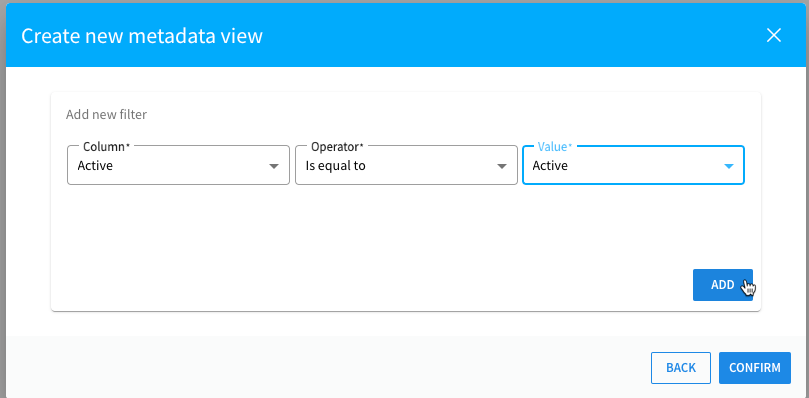 Create new metadata view
Add new filter
Column* Operator* Value*
Active Is equal to Active
ADD
BACK CONFIRM